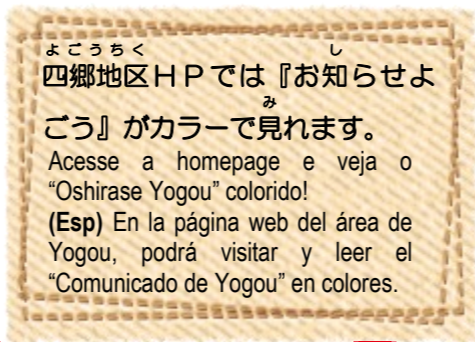 よごうちく し
四郷地区ＨＰでは『お知らせよ
み
ごう』がカラーで見れます。
Acesse a homepage e veja o
“Oshirase Yogou” colorido!
(Esp) En la página web del área de
Yogou, podrá visitar y leer el
“Comunicado de Yogou” en colores.